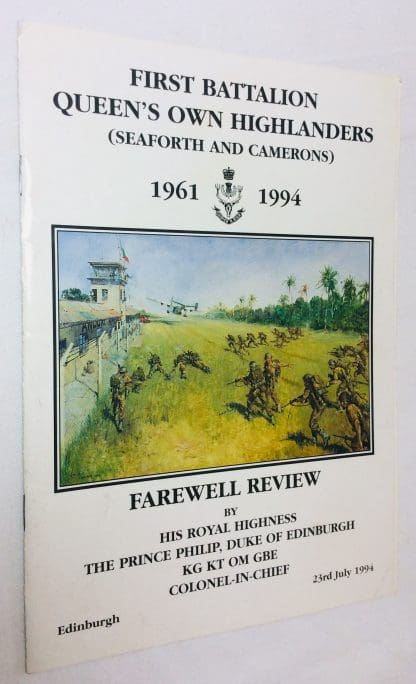 FIRST BATTALION
QUEEN'S OWN HIGHLANDERS
(SEAFORTH AND CAMERONS)
1961 1994
FAREWELL REVIEW
BY
HIS ROYAL HIGHNESS
THE PRINCE PHILIP, DUKE OF EDINBURGH
KG KT OM GBE
COLONEL-IN-CHIEF
Edinburgh 23rd July 1994